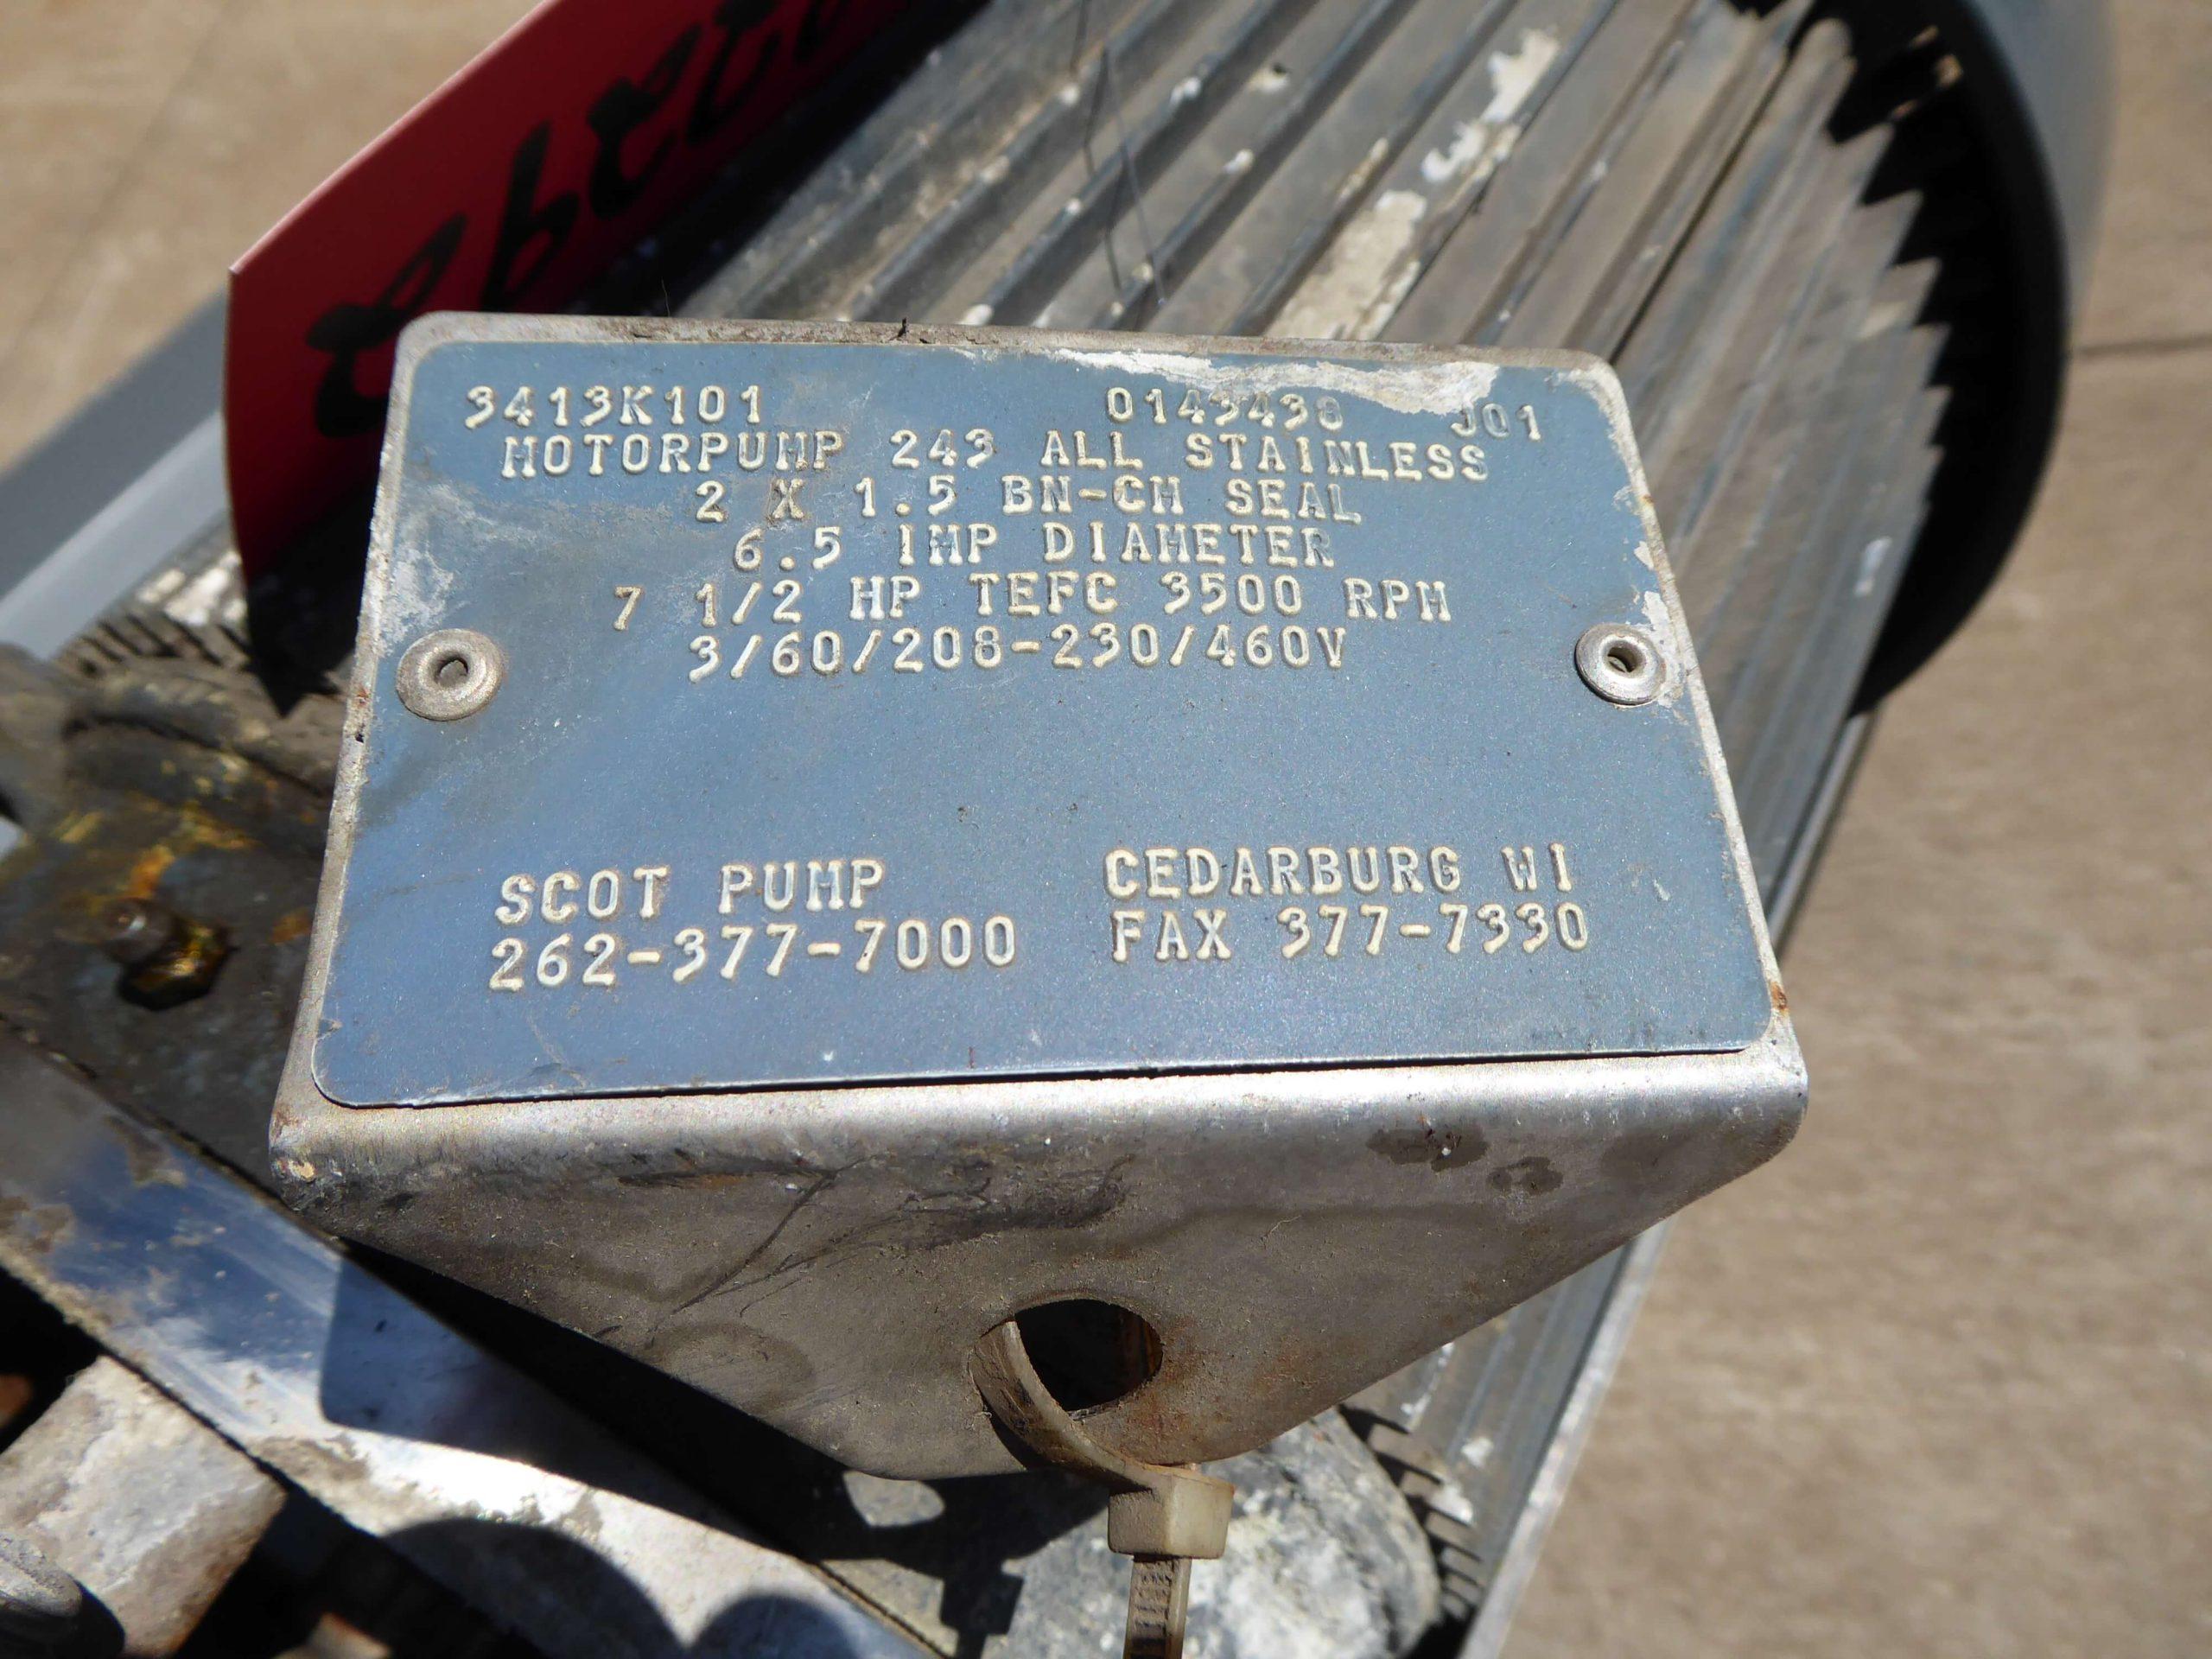 3413K101 0143438 J01
MOTORPUMP 243 ALL STAINLESS
2 X 1.5 BN-CM SEAL
6.5 IMP DIAMETER
7 1/2 HP TEFC 3500 RPM
3/60/208-230/460V
SCOT PUMP CEDARBURG WI
262-377-7000 FAX 377-7330